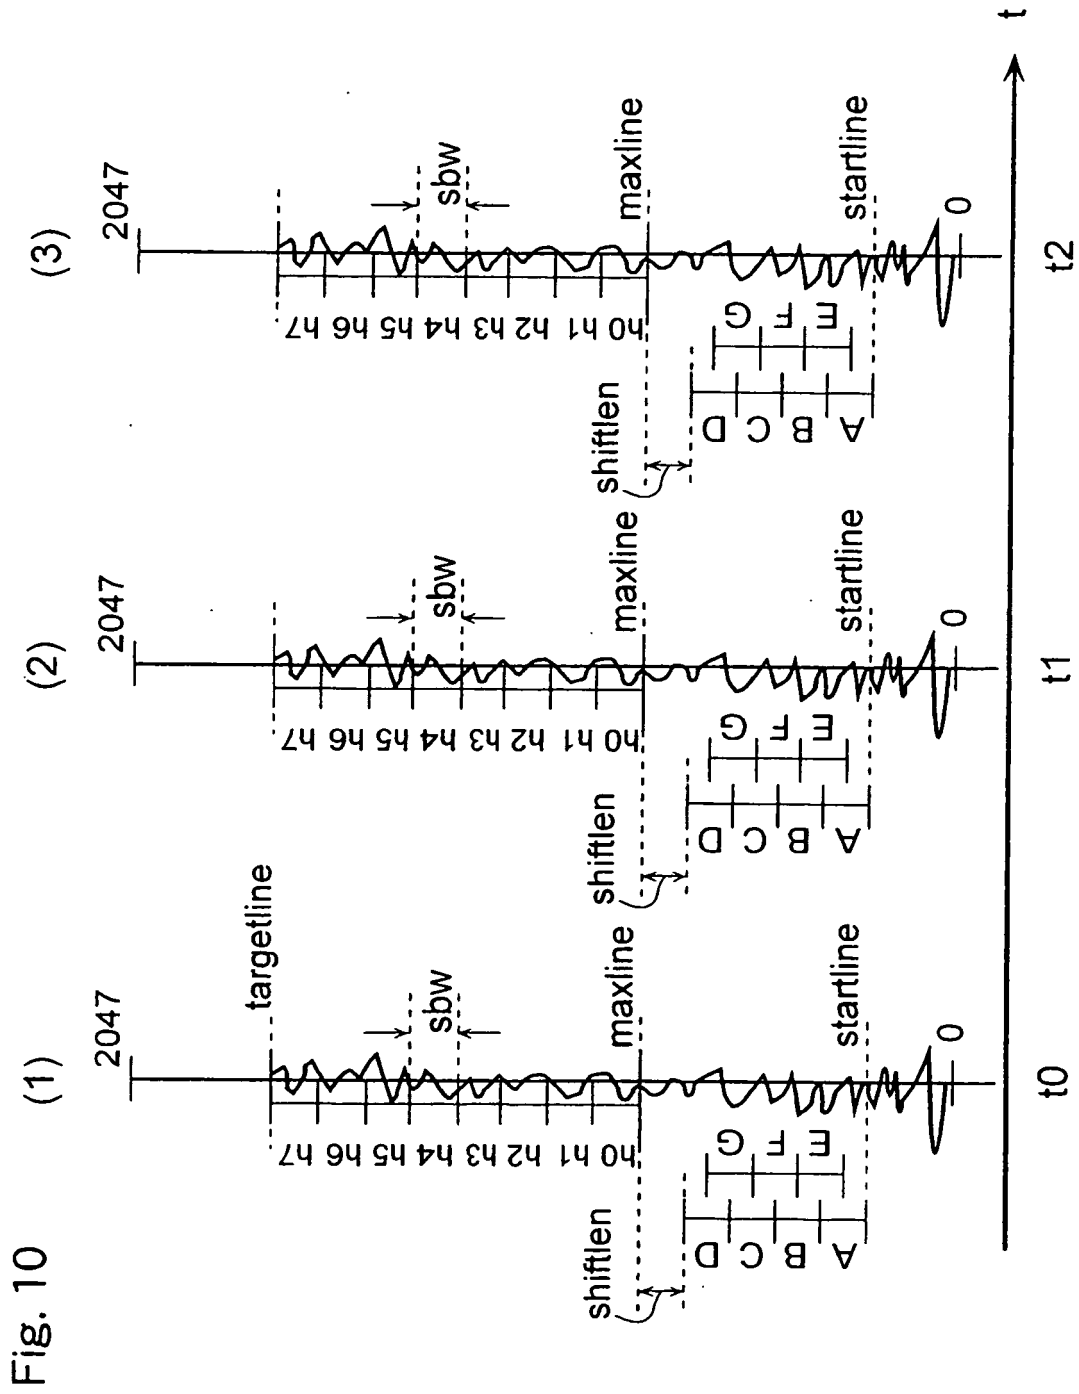 Fig. 10
(1)
(2)
(3)
2047
2047
2047
targetline
sbw
sbw
sbw
h7 h6 h5 h4 h3 h2 h1 h0
h7 h6 h5 h4 h3 h2 h1 h0
h7 h6 h5 h4 h3 h2 h1 h0
maxline
maxline
maxline
shiftlen
shiftlen
shiftlen
D C B A
G F E
D C B A
G F E
D C B A
G F E
startline
startline
startline
0
0
0
t0
t1
t2
t